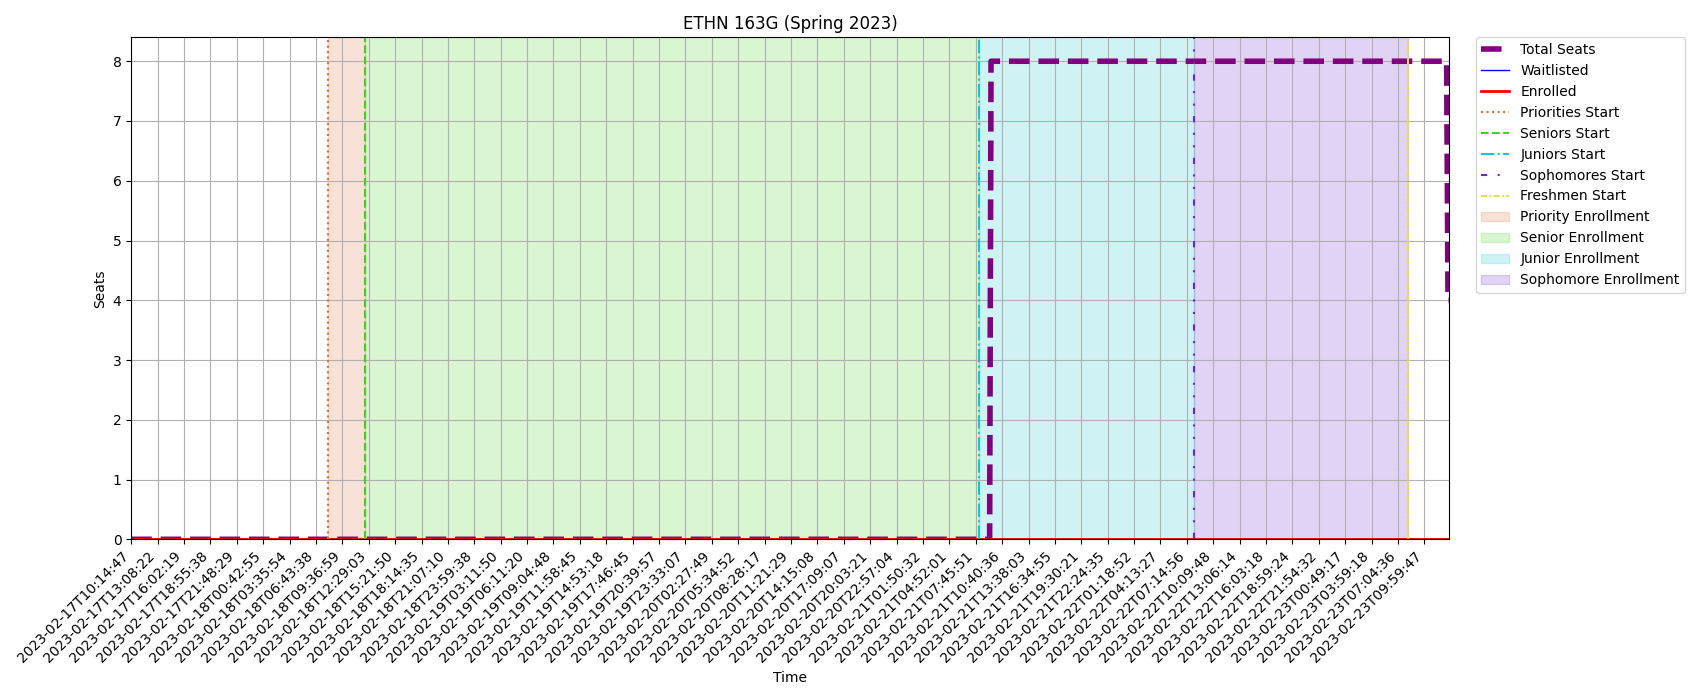 ETHN 163G (Spring 2023)
Seats
8
7
6
5
4
3
2
1
0
2023-02-17T10:14:47
2023-02-17T13:08:22
2023-02-17T16:02:19
2023-02-17T18:55:38
2023-02-17T21:48:29
2023-02-18T00:42:55
2023-02-18T03:35:54
2023-02-18T06:43:38
2023-02-18T09:36:59
2023-02-18T12:29:03
2023-02-18T15:21:50
2023-02-18T18:14:35
2023-02-18T21:07:10
2023-02-18T23:59:38
2023-02-19T03:11:50
2023-02-19T06:11:20
2023-02-19T09:04:48
2023-02-19T11:58:45
2023-02-19T14:53:18
2023-02-19T17:46:45
2023-02-19T20:39:57
2023-02-19T23:33:07
2023-02-20T02:27:49
2023-02-20T05:34:52
2023-02-20T08:28:17
2023-02-20T11:21:29
2023-02-20T14:15:08
2023-02-20T17:09:07
2023-02-20T20:03:21
2023-02-20T22:57:04
2023-02-21T01:50:32
2023-02-21T04:52:01
2023-02-21T07:45:51
2023-02-21T10:40:36
2023-02-21T13:38:03
2023-02-21T16:34:55
2023-02-21T19:30:21
2023-02-21T22:24:35
2023-02-22T01:18:52
2023-02-22T04:13:27
2023-02-22T07:14:56
2023-02-22T10:09:48
2023-02-22T13:06:14
2023-02-22T16:03:18
2023-02-22T18:59:24
2023-02-22T21:54:32
2023-02-23T00:49:17
2023-02-23T03:59:18
2023-02-23T07:04:36
2023-02-23T09:59:47
Time
Total Seats
Waitlisted
Enrolled
Priorities Start
Seniors Start
Juniors Start
Sophomores Start
Freshmen Start
Priority Enrollment
Senior Enrollment
Junior Enrollment
Sophomore Enrollment